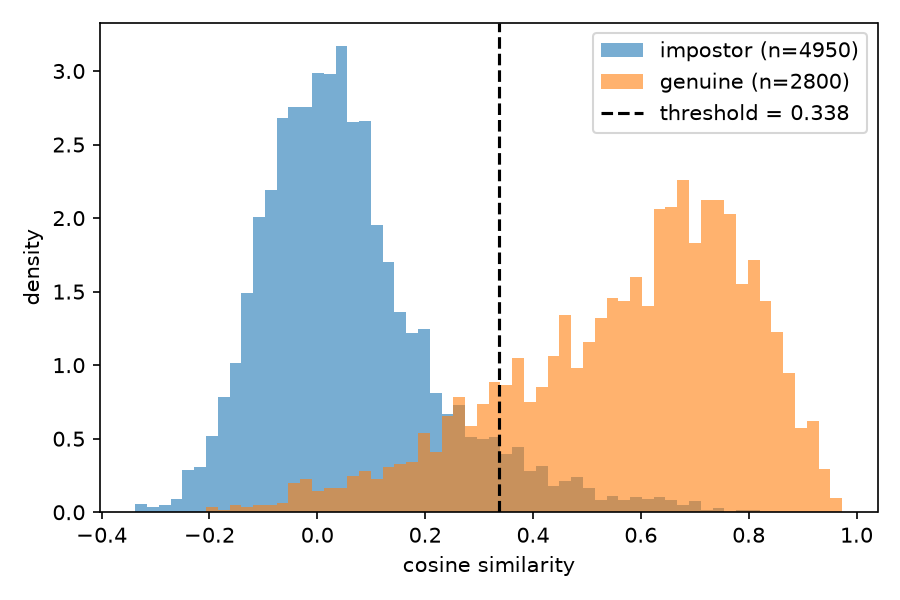 impostor (n=4950)
genuine (n=2800)
threshold = 0.338
density
3.0
2.5
2.0
1.5
1.0
0.5
0.0
−0.4 −0.2 0.0 0.2 0.4 0.6 0.8 1.0
cosine similarity